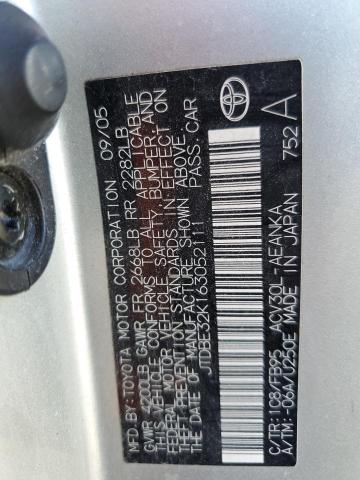 MFD BY:TOYOTA MOTOR CORPORATION 09/05
GVWR 4200LB GAWR FR 2668LB RR 2282LB
THIS VEHICLE CONFORMS TO ALL APPLICABLE
FEDERAL MOTOR VEHICLE SAFETY, BUMPER, AND
THEFT PREVENTION STANDARDS IN EFFECT ON
THE DATE OF MANUFACTURE SHOWN ABOVE.
JTDBE32K163052111 PASS. CAR
C/TR:1C8/FB95 ACV30L-AEANKA
A/TM:-06A/U250E MADE IN JAPAN 752 A
TOYOTA